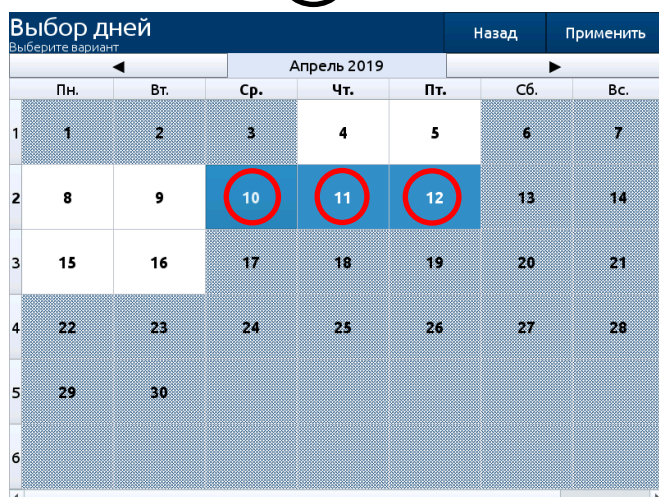 Выбор дней
Выберите вариант
Назад
Применить
Апрель 2019
Пн. Вт. Ср. Чт. Пт. Сб. Вс.
1 1 2 3 4 5 6 7
2 8 9 10 11 12 13 14
3 15 16 17 18 19 20 21
4 22 23 24 25 26 27 28
5 29 30
6